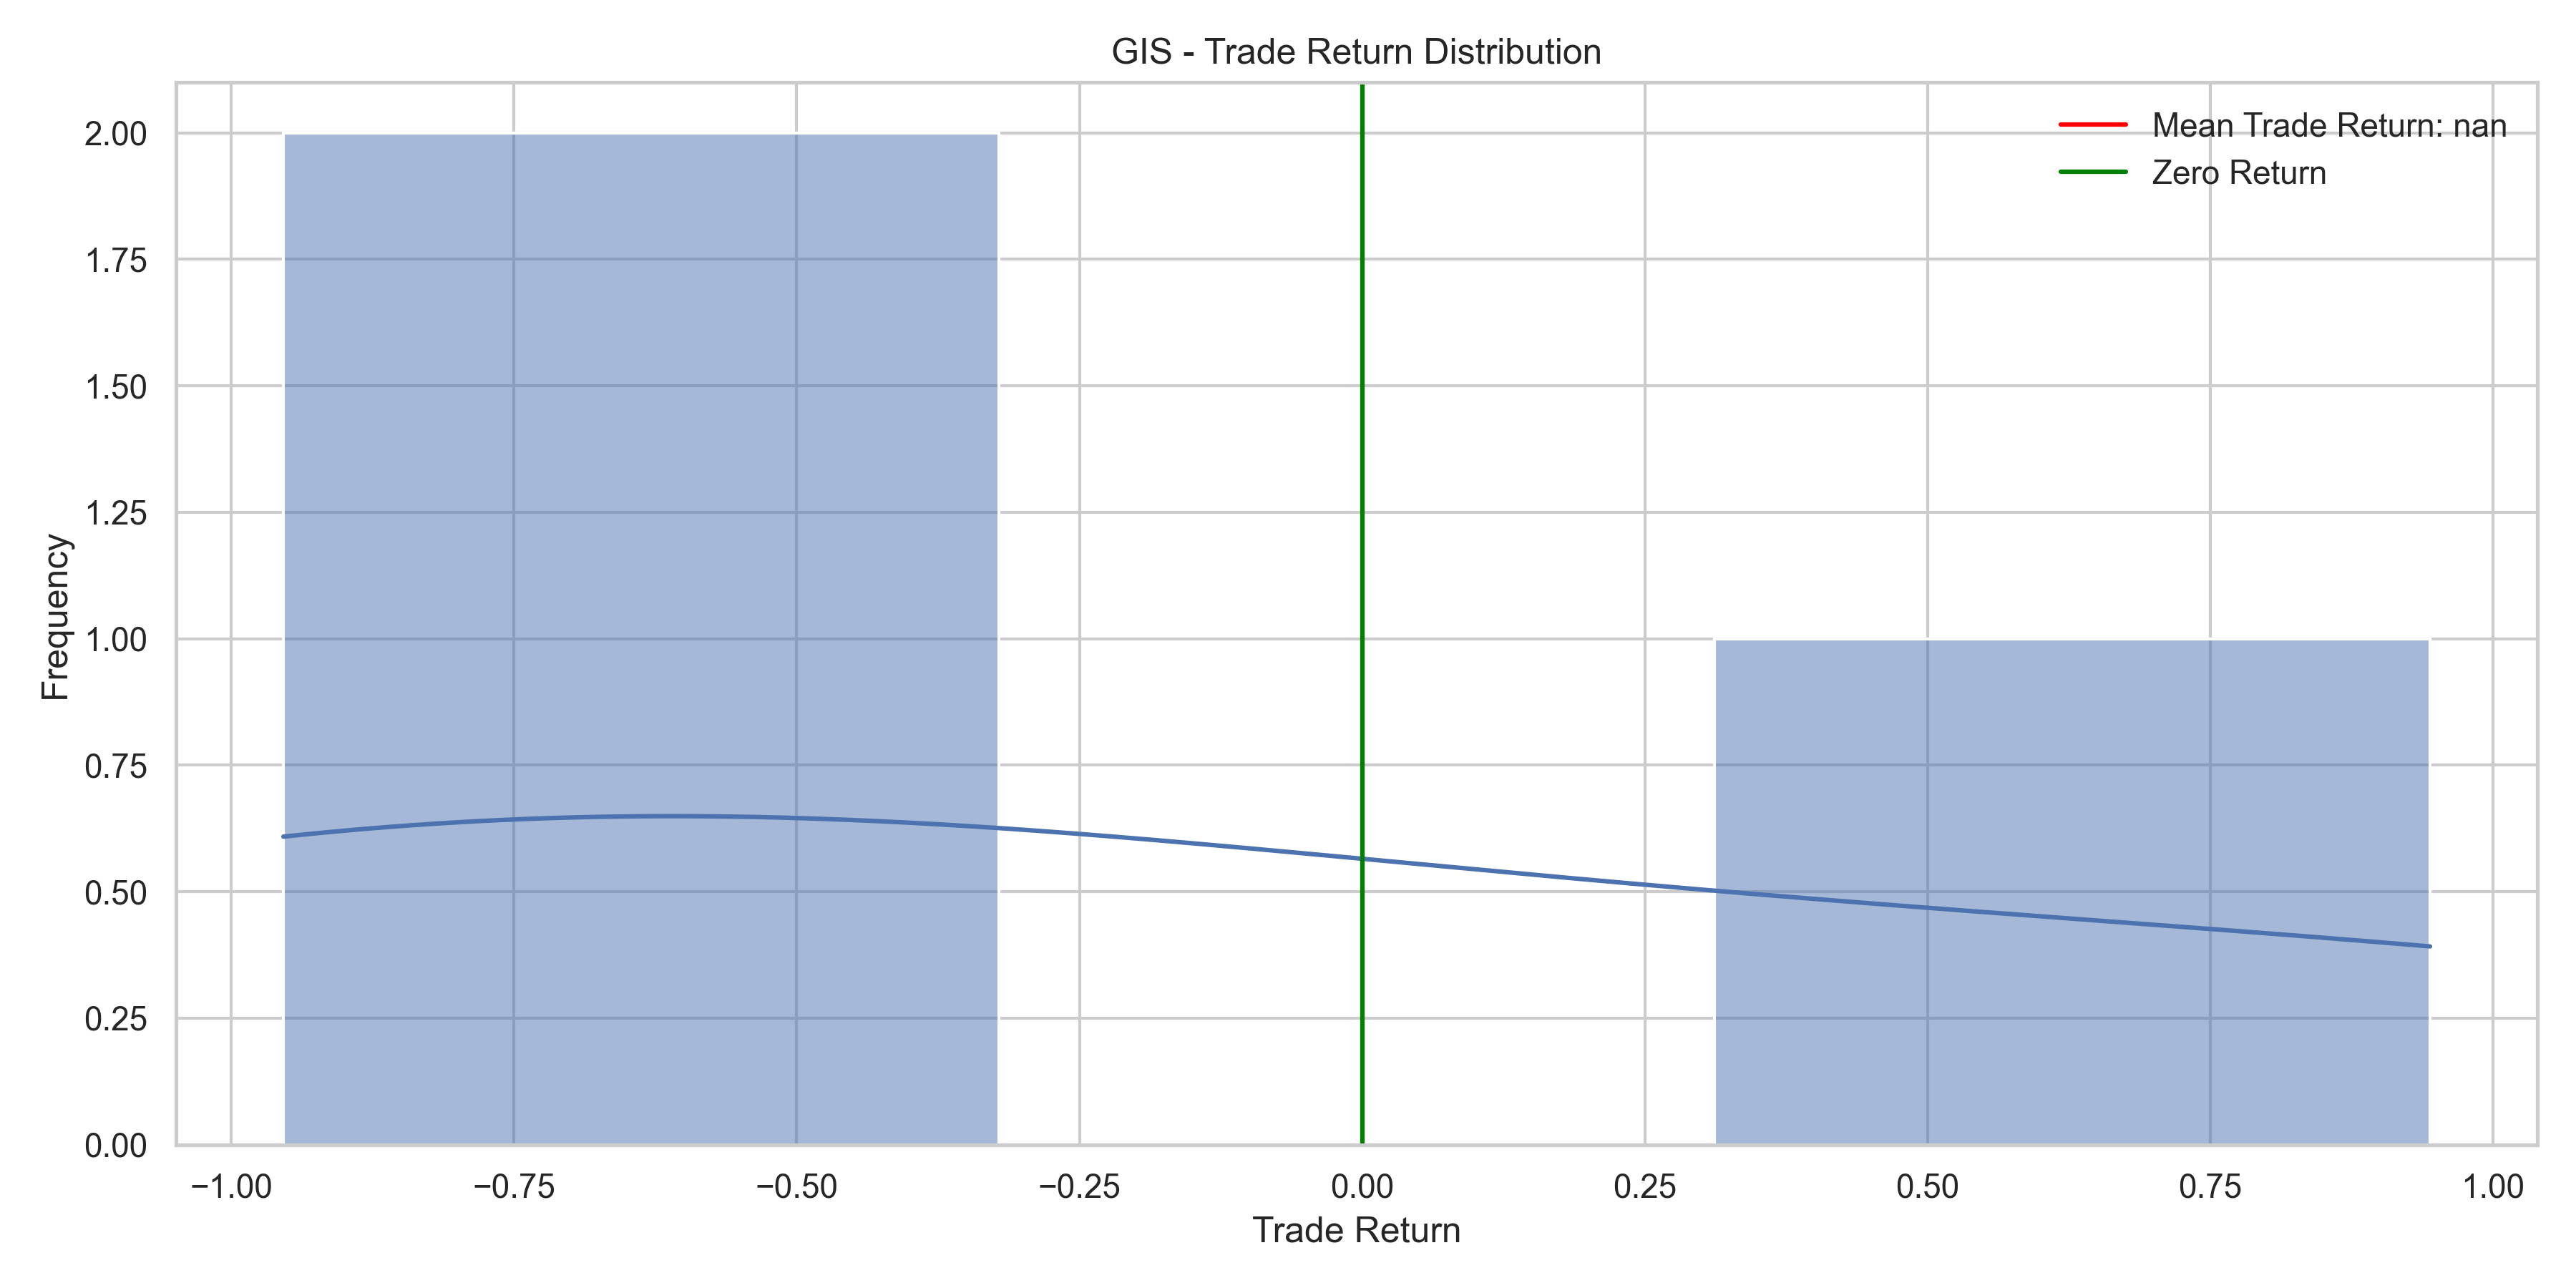 GIS - Trade Return Distribution
Mean Trade Return: nan
Zero Return
Frequency
2.00
1.75
1.50
1.25
1.00
0.75
0.50
0.25
0.00
−1.00 −0.75 −0.50 −0.25 0.00 0.25 0.50 0.75 1.00
Trade Return